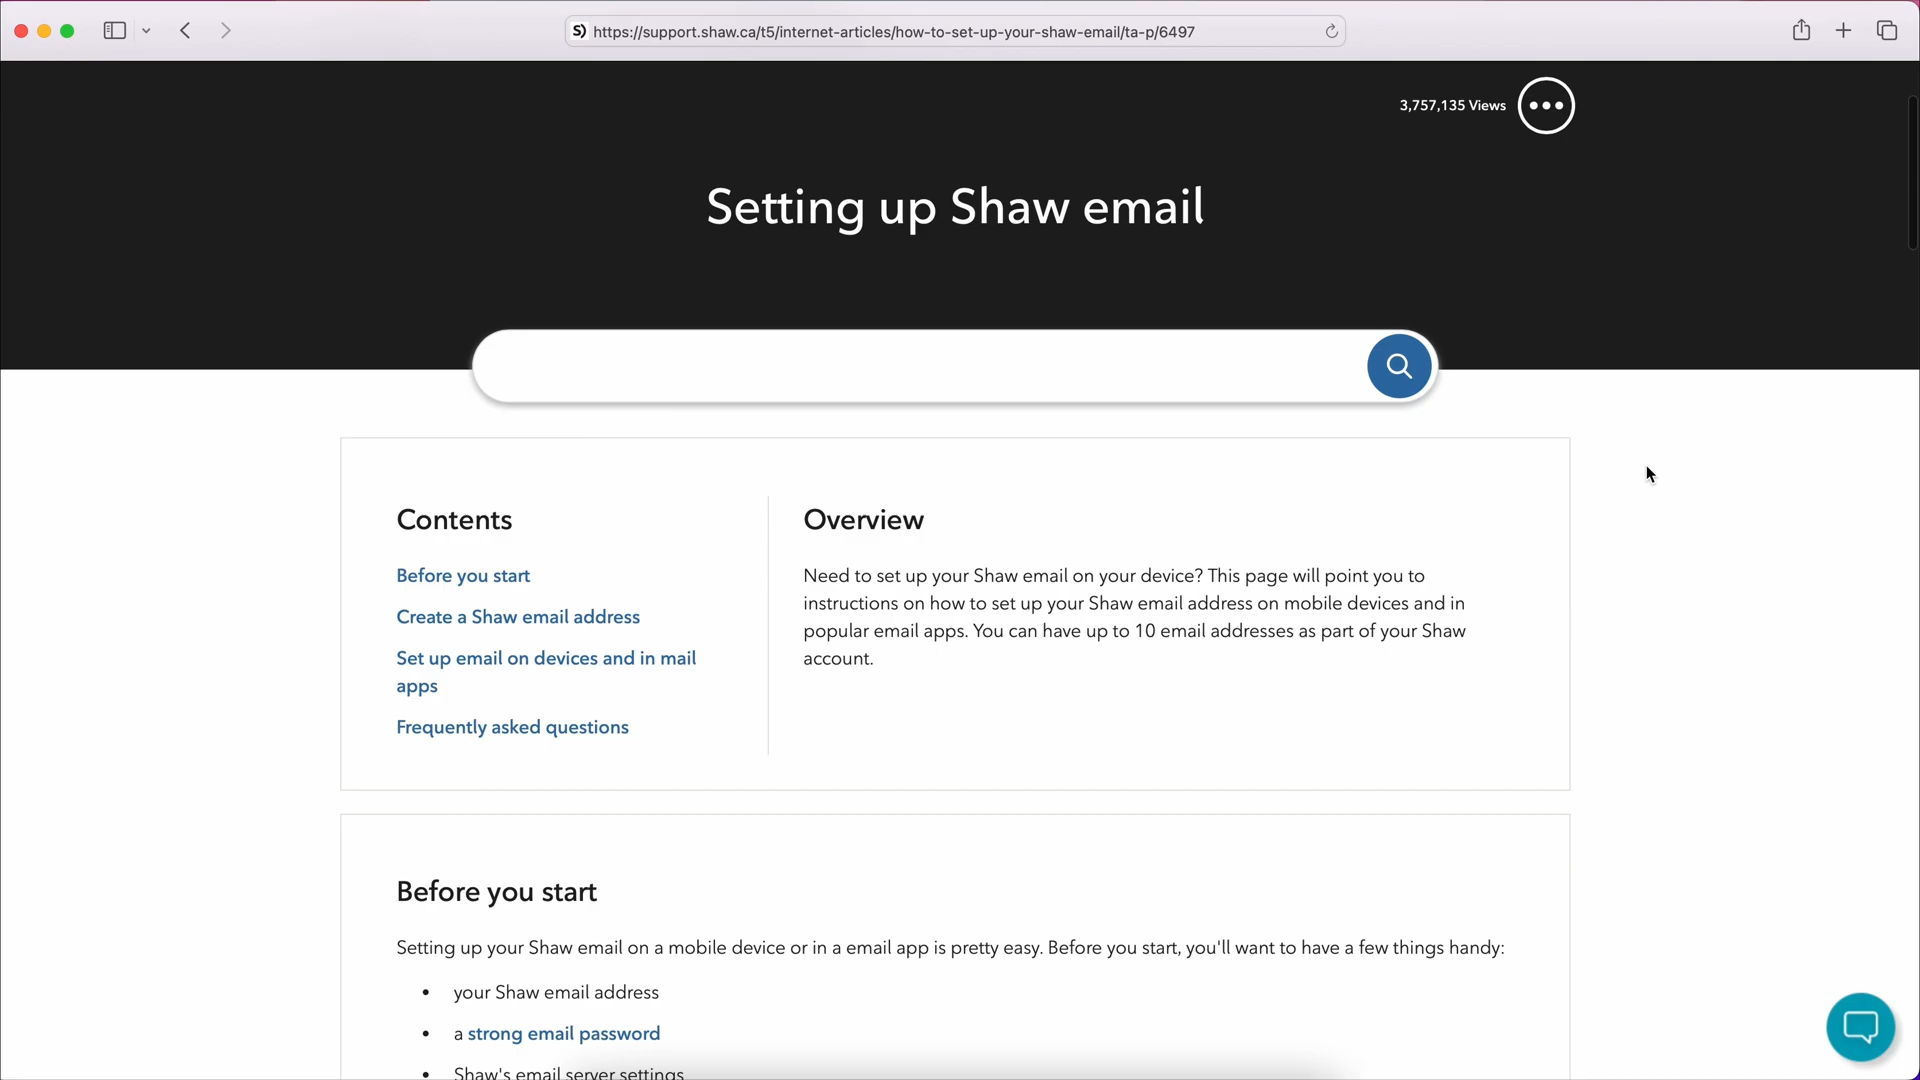 S)
https://support.shaw.ca/t5/internet-articles/how-to-set-up-your-shaw-email/ta-p/6497
3,757,135 Views
Setting up Shaw email
Contents
Before you start
Create a Shaw email address
Set up email on devices and in mail
apps
Frequently asked questions
Overview
Need to set up your Shaw email on your device? This page will point you to
instructions on how to set up your Shaw email address on mobile devices and in
popular email apps. You can have up to 10 email addresses as part of your Shaw
account.
Before you start
Setting up your Shaw email on a mobile device or in a email app is pretty easy. Before you start, you'll want to have a few things handy:
• your Shaw email address
• a strong email password
• Shaw's email server settings